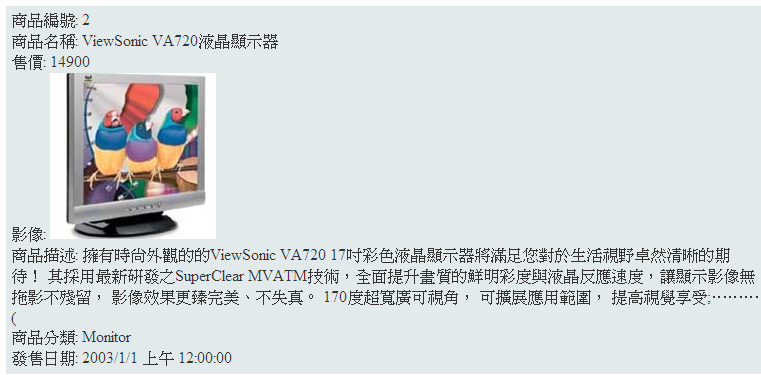 商品編號: 2
商品名稱: ViewSonic VA720液晶顯示器
售價: 14900
影像:
商品描述: 擁有時尚外觀的的ViewSonic VA720 17吋彩色液晶顯示器將滿足您對於生活視野卓然清晰的期
待！ 其採用最新研發之SuperClear MVATM技術，全面提升畫質的鮮明彩度與液晶反應速度，讓顯示影像無
拖影不殘留， 影像效果更臻完美、不失真。 170度超寬廣可視角， 可擴展應用範圍， 提高視覺享受;………
(
商品分類: Monitor
發售日期: 2003/1/1 上午 12:00:00